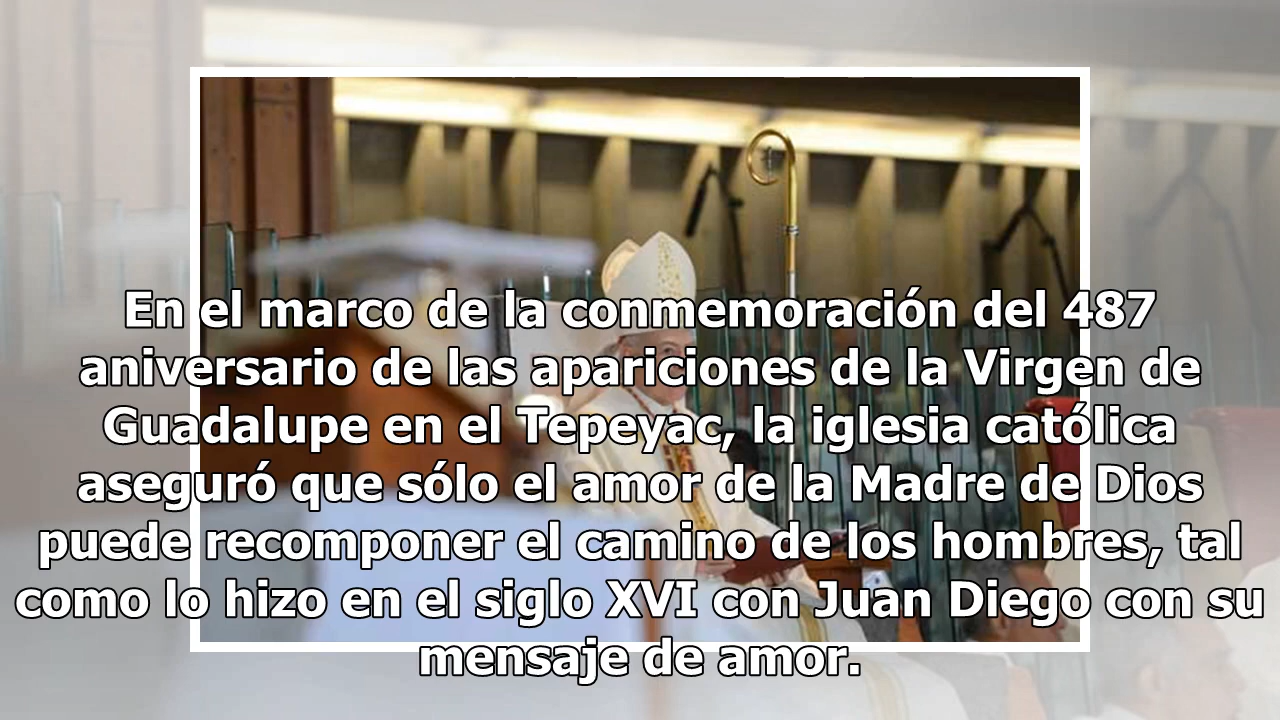 En el marco de la conmemoración del 487
aniversario de las apariciones de la Virgen de
Guadalupe en el Tepeyac, la iglesia católica
aseguró que sólo el amor de la Madre de Dios
puede recomponer el camino de los hombres, tal
como lo hizo en el siglo XVI con Juan Diego con su
mensaje de amor.